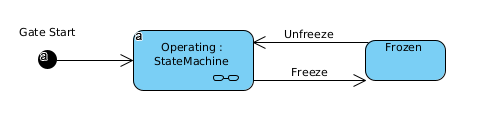 Gate Start
a
a
Operating :
StateMachine
Unfreeze
Freeze
Frozen